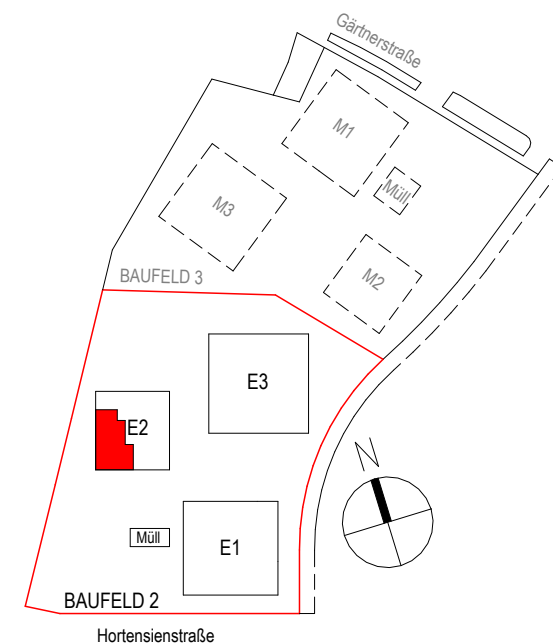 Gärtnerstraße
M1
Müll
M3
M2
BAUFELD 3
E3
E2
N
Müll
E1
BAUFELD 2
Hortensienstraße